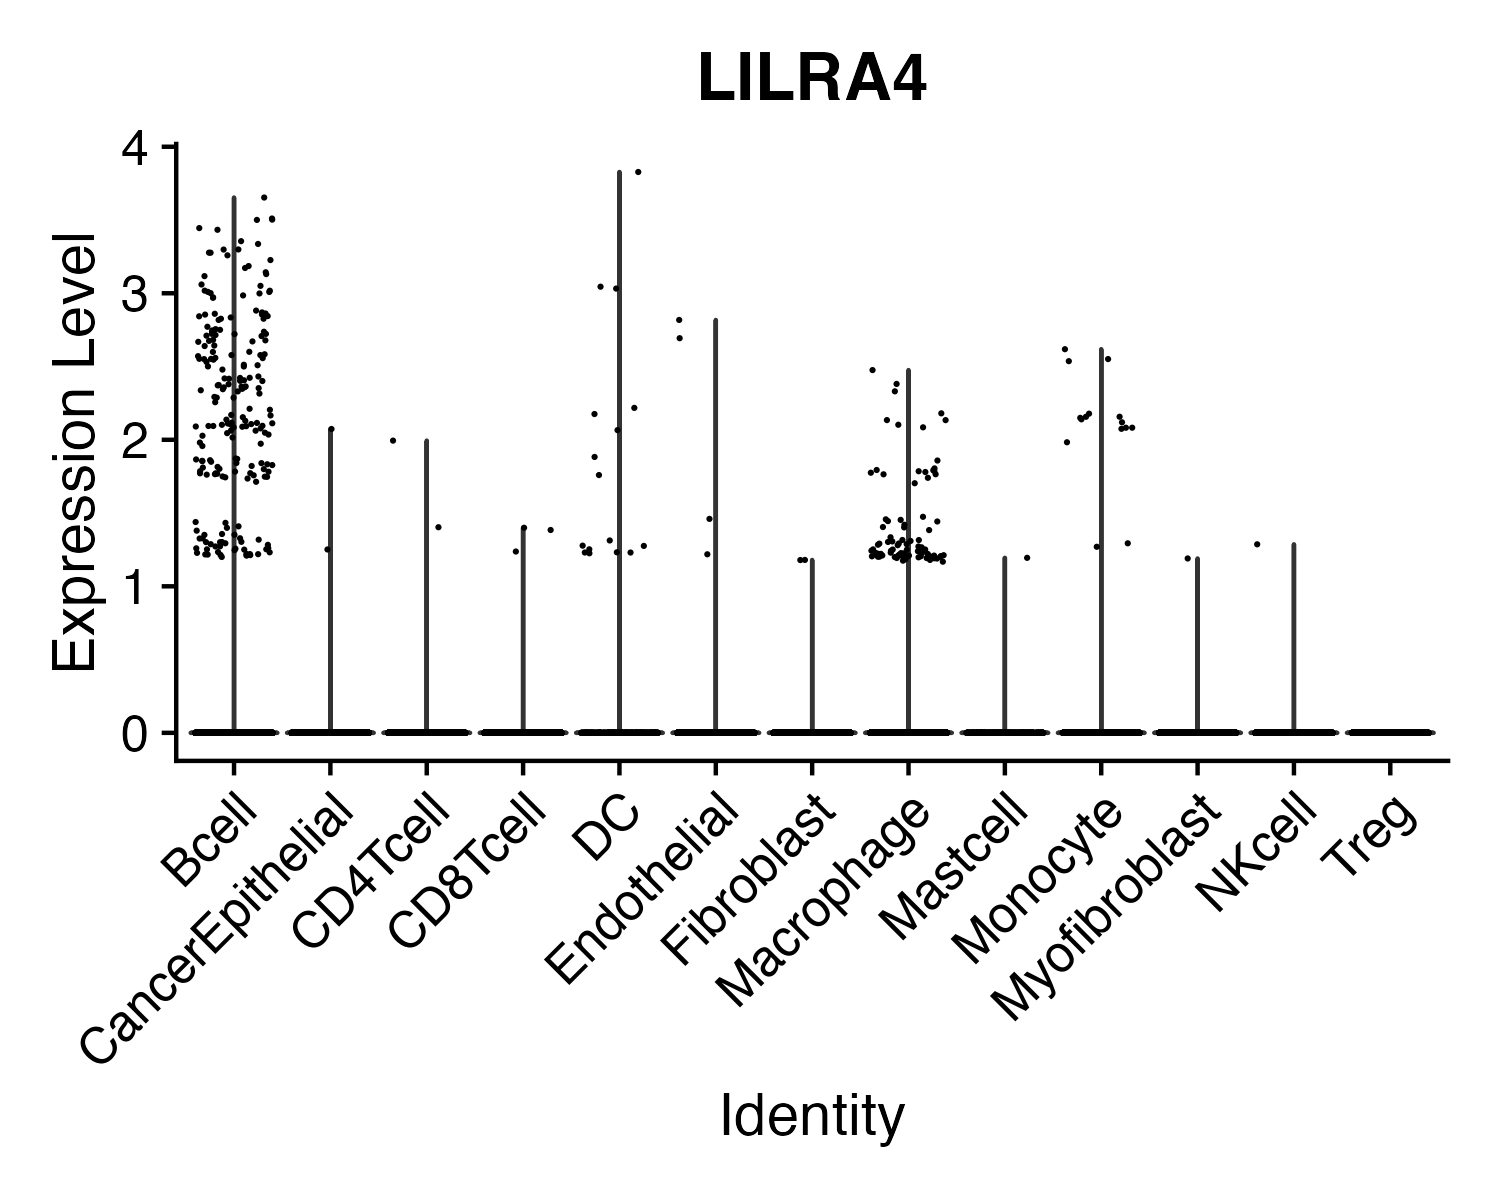 LILRA4
Expression Level
4
3
2
1
0
Bcell
CancerEpithelial
CD4Tcell
CD8Tcell
DC
Endothelial
Fibroblast
Macrophage
Mastcell
Monocyte
Myofibroblast
NKcell
Treg
Identity